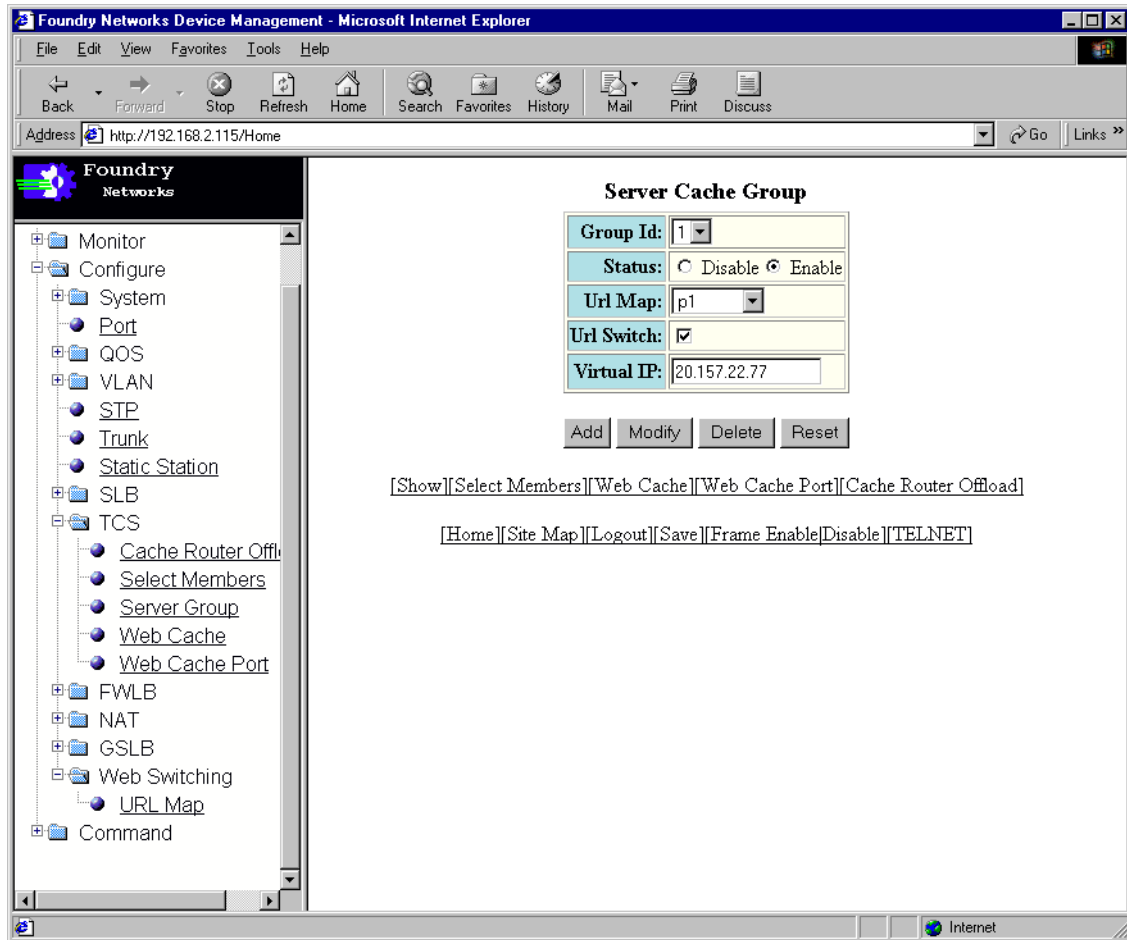 Foundry Networks Device Management - Microsoft Internet Explorer
File Edit View Favorites Tools Help
Back Forward Stop Refresh Home Search Favorites History Mail Print Discuss
Address http://192.168.2.115/Home Go Links »
Foundry
Networks
Monitor
Configure
System
Port
QOS
VLAN
STP
Trunk
Static Station
SLB
TCS
Cache Router Offl
Select Members
Server Group
Web Cache
Web Cache Port
FWLB
NAT
GSLB
Web Switching
URL Map
Command
Server Cache Group
Group Id: 1
Status: Disable Enable
Url Map: p1
Url Switch:
Virtual IP: 20.157.22.77
Add Modify Delete Reset
[Show][Select Members][Web Cache][Web Cache Port][Cache Router Offload]
[Home][Site Map][Logout][Save][Frame Enable|Disable][TELNET]
Internet